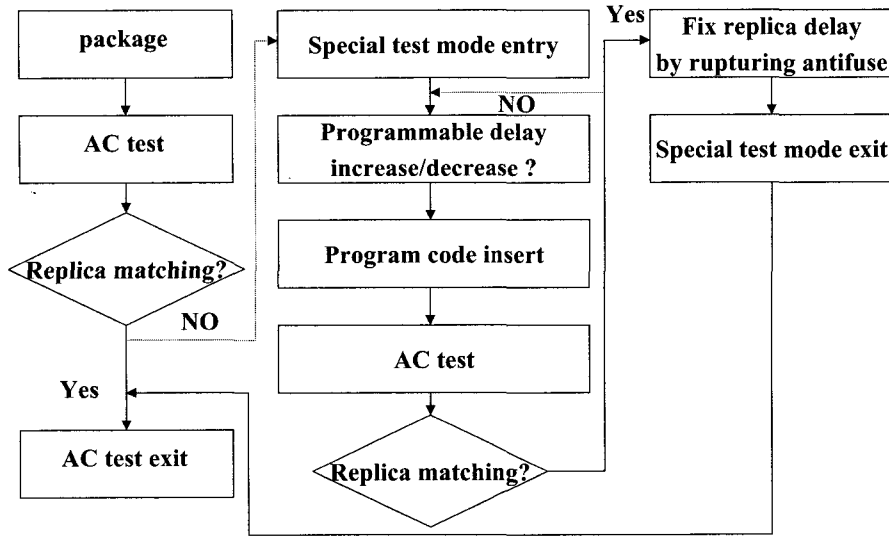 package
AC test
Replica matching?
NO
Yes
AC test exit
Special test mode entry
NO
Programmable delay
increase/decrease ?
Program code insert
AC test
Replica matching?
Yes
Fix replica delay
by rupturing antifuse
Special test mode exit